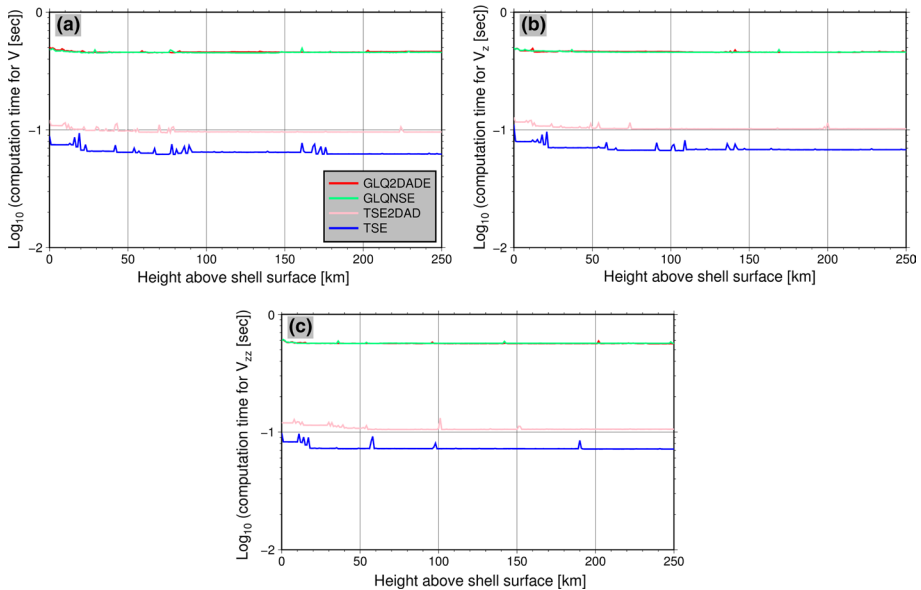 (a)
0
−1
−2
Log10 (computation time for V [sec])
GLQ2DADE
GLQNSE
TSE2DAD
TSE
0 50 100 150 200 250
Height above shell surface [km]
(b)
0
−1
−2
Log10 (computation time for Vz [sec])
0 50 100 150 200 250
Height above shell surface [km]
(c)
0
−1
−2
Log10 (computation time for Vzz [sec])
0 50 100 150 200 250
Height above shell surface [km]